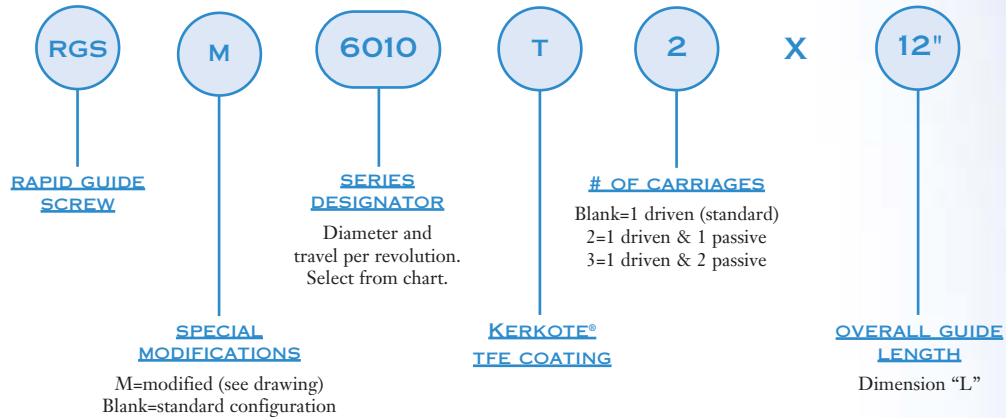 RGS M 6010 T 2 X 12"
RAPID GUIDE
SCREW
SERIES
DESIGNATOR
Diameter and
travel per revolution.
Select from chart.
# OF CARRIAGES
Blank=1 driven (standard)
2=1 driven & 1 passive
3=1 driven & 2 passive
SPECIAL
MODIFICATIONS
M=modified (see drawing)
Blank=standard configuration
KERKOTE®
TFE COATING
OVERALL GUIDE
LENGTH
Dimension “L”